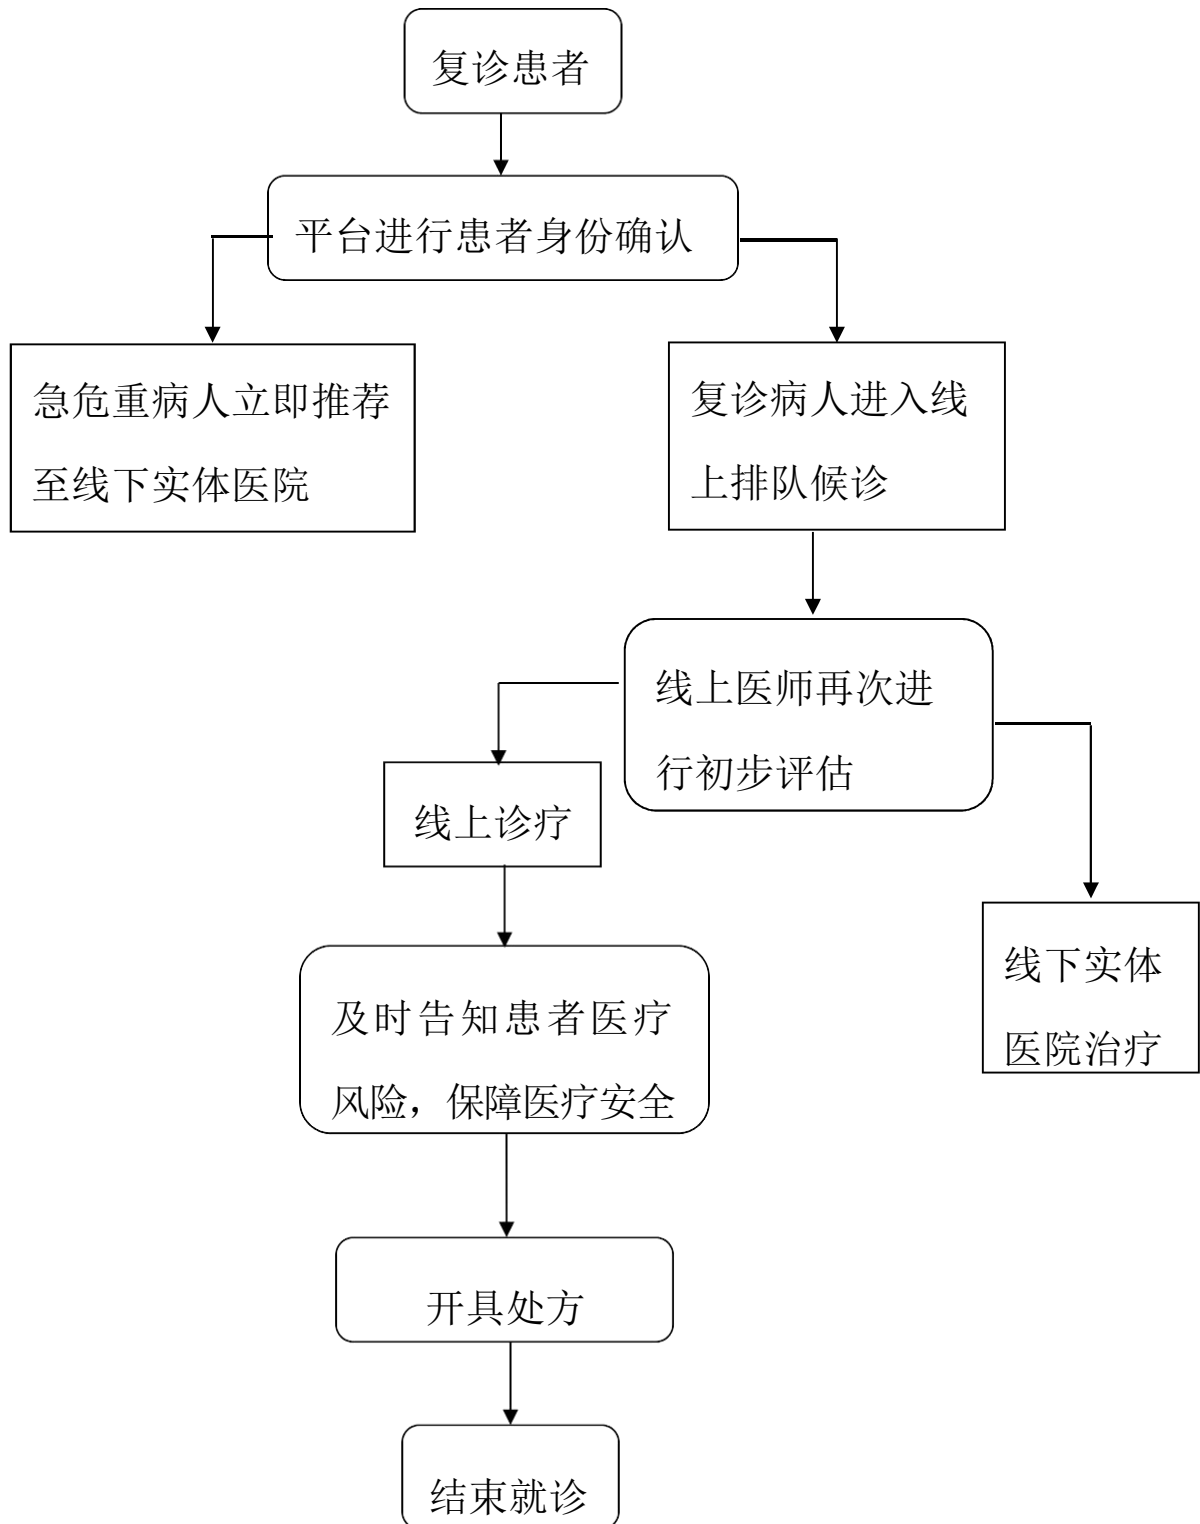 复诊患者
平台进行患者身份确认
急危重病人立即推荐
至线下实体医院
复诊病人进入线
上排队候诊
线上医师再次进
行初步评估
线上诊疗
线下实体
医院治疗
及时告知患者医疗
风险，保障医疗安全
开具处方
结束就诊